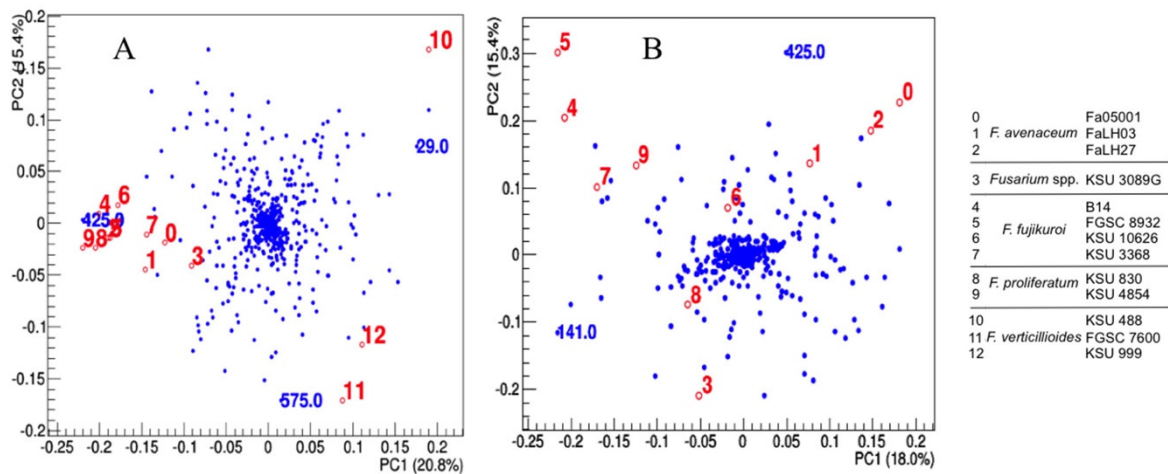 A
PC2 (15.4%)
0.2
0.15
0.1
0.05
0
-0.05
-0.1
-0.15
-0.2
10
29.0
4 6
425.0
7 0
9 8
1 3
12
575.0 11
-0.25 -0.2 -0.15 -0.1 -0.05 0 0.05 0.1 0.15 0.2
PC1 (20.8%)
B
PC2 (15.4%)
0.3
0.2
0.1
0
-0.1
-0.2
5
425.0
4
0
2
9 1
7
6
8
141.0
3
-0.25 -0.2 -0.15 -0.1 -0.05 0 0.05 0.1 0.15 0.2
PC1 (18.0%)
0 Fa05001
1 F. avenaceum FaLH03
2 FaLH27
3 Fusarium spp. KSU 3089G
4 B14
5 F. fujikuroi FGSC 8932
6 KSU 10626
7 KSU 3368
8 F. proliferatum KSU 830
9 KSU 4854
10 KSU 488
11 F. verticillioides FGSC 7600
12 KSU 999